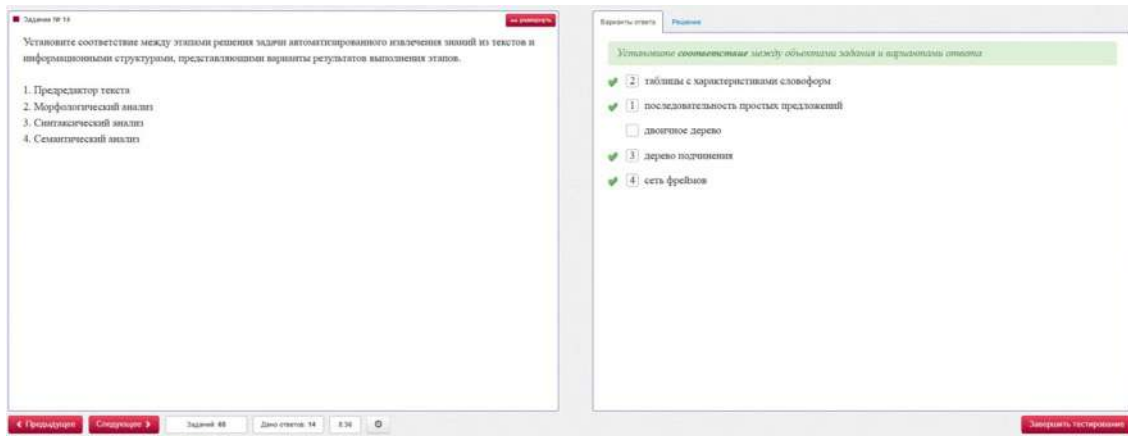 Задание № 14
развернуть
Установите соответствие между этапами решения задачи автоматизированного извлечения знаний из текстов и
информационными структурами, представляющими варианты результатов выполнения этапов.
1. Предредактор текста
2. Морфологический анализ
3. Синтаксический анализ
4. Семантический анализ
Варианты ответа Решение
Установите соответствие между объектами задания и вариантами ответа
2 таблицы с характеристиками словоформ
1 последовательность простых предложений
двоичное дерево
3 дерево подчинения
4 сеть фреймов
Предыдущее Следующее Заданий Дано ответов: 14
Завершить тестирование